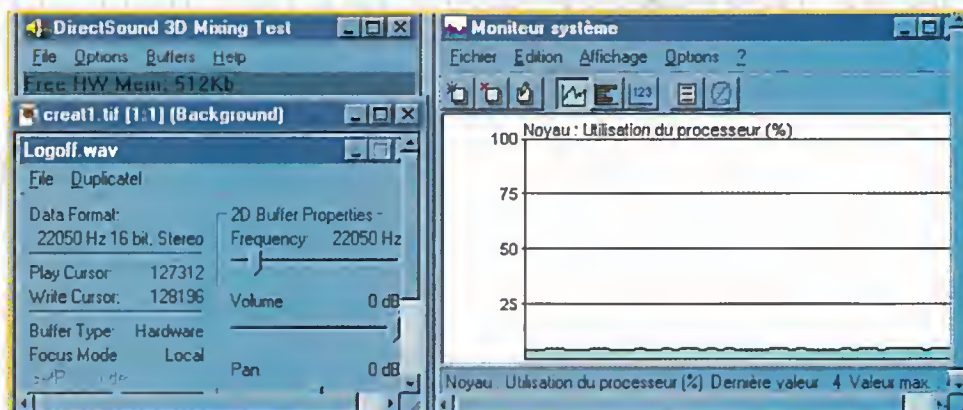 DirectSound 3D Mixing Test
File Options Buffers Help
Free HW Mem: 512Kb
creat1.tif [1:1] (Background)
Logoff.wav
File Duplicate!
Data Format:
22050 Hz 16 bit, Stereo
Play Cursor: 127312
Write Cursor: 128196
Buffer Type: Hardware
Focus Mode Local
2D Buffer Properties -
Frequency: 22050 Hz
Volume 0 dB
Pan 0 dB
Moniteur système
Fichier Edition Affichage Options ?
123
Noyau : Utilisation du processeur (%)
100
75
50
25
Noyau : Utilisation du processeur (%) Dernière valeur 4 Valeur max.